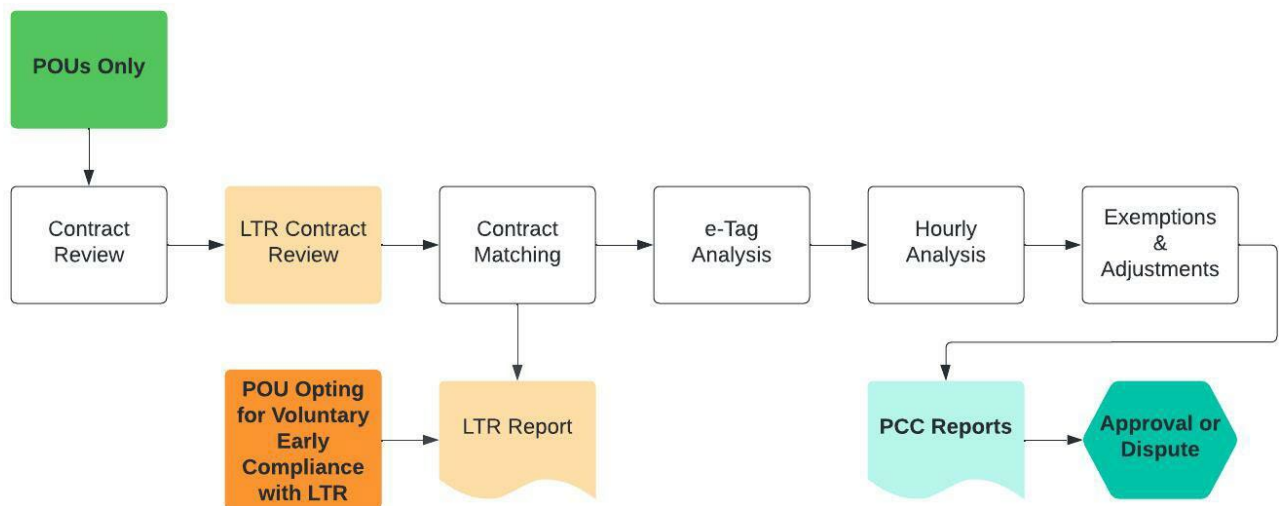 POUs Only
Contract
Review
LTR Contract
Review
Contract
Matching
e-Tag
Analysis
Hourly
Analysis
Exemptions
&
Adjustments
POU Opting
for Voluntary
Early
Compliance
with LTR
LTR Report
PCC Reports
Approval or
Dispute